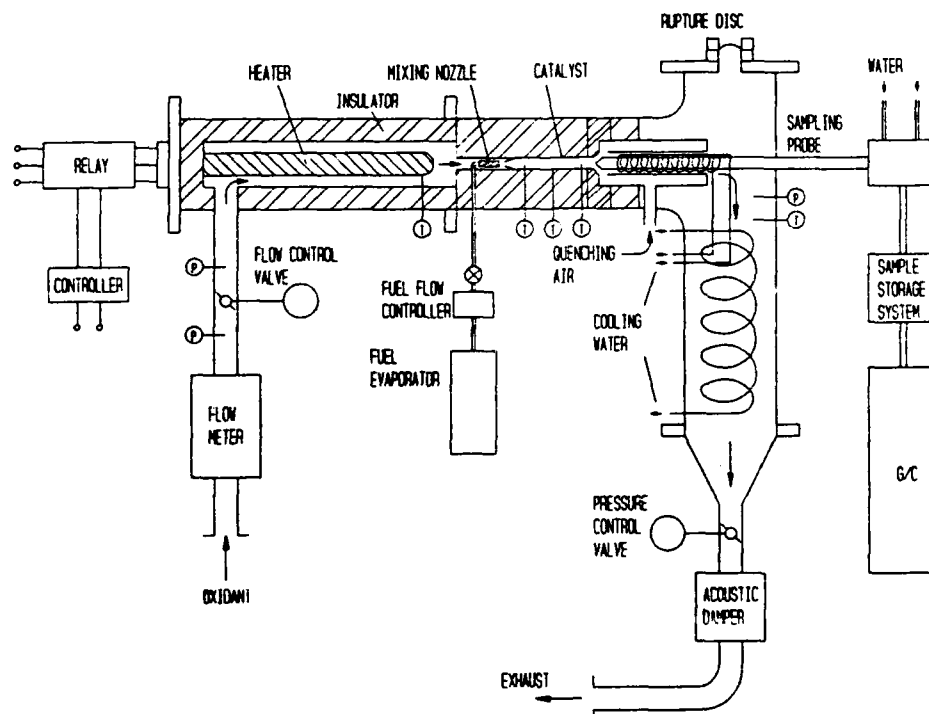 RUPTURE DISC
HEATER
MIXING NOZZLE
CATALYST
WATER
INSULATOR
SAMPLING
PROBE
RELAY
P
T
T
T
T
P
T
FLOW CONTROL
VALVE
QUENCHING
AIR
CONTROLLER
FUEL FLOW
CONTROLLER
SAMPLE
STORAGE
SYSTEM
P
COOLING
WATER
FUEL
EVAPORATOR
FLOW
METER
G/C
PRESSURE
CONTROL
VALVE
OXIDANT
ACOUSTIC
DAMPER
EXHAUST